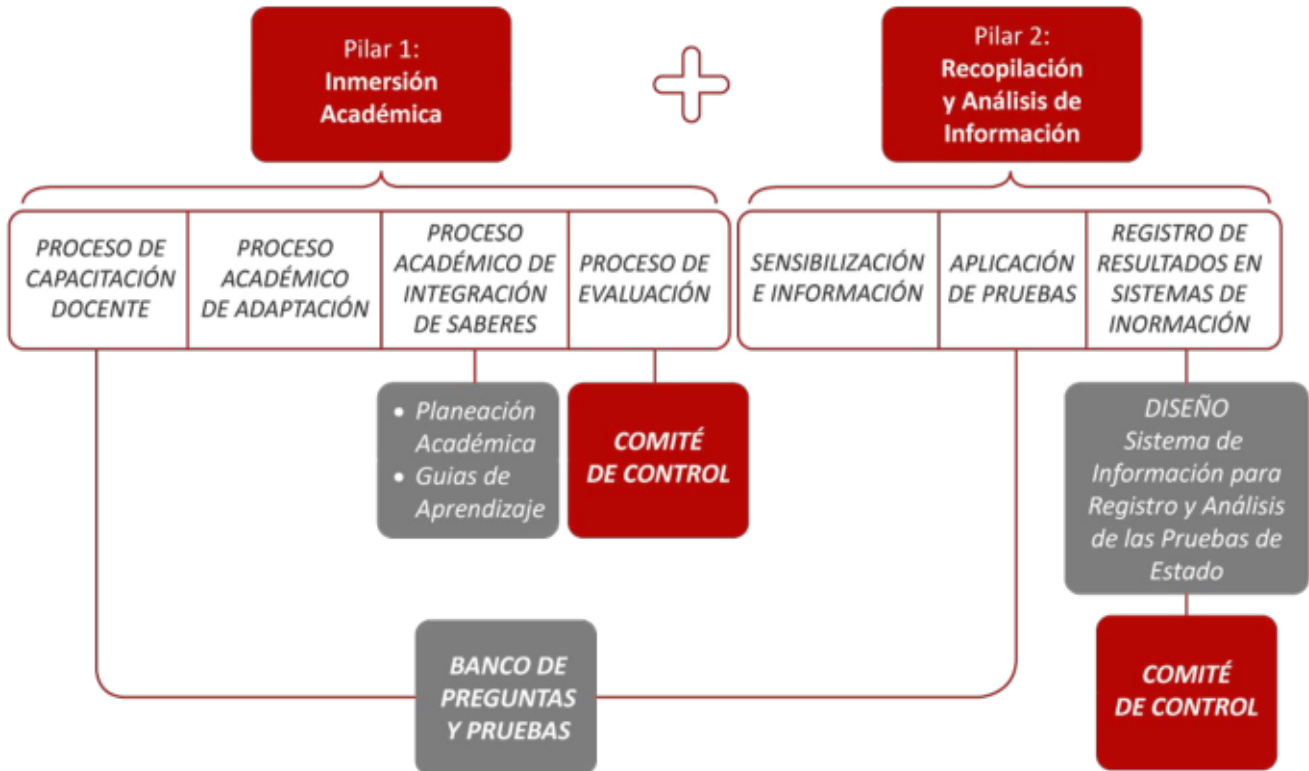 Pilar 1:
Inmersión
Académica
Pilar 2:
Recopilación
y Análisis de
Información
PROCESO DE
CAPACITACIÓN
DOCENTE
PROCESO
ACADÉMICO
DE ADAPTACIÓN
PROCESO
ACADÉMICO DE
INTEGRACIÓN
DE SABERES
PROCESO DE
EVALUACIÓN
SENSIBILIZACIÓN
E INFORMACIÓN
APLICACIÓN
DE PRUEBAS
REGISTRO DE
RESULTADOS EN
SISTEMAS DE
INORMACIÓN
• Planeación
Académica
• Guias de
Aprendizaje
COMITÉ
DE CONTROL
DISEÑO
Sistema de
Información para
Registro y Análisis
de las Pruebas de
Estado
BANCO DE
PREGUNTAS
Y PRUEBAS
COMITÉ
DE CONTROL